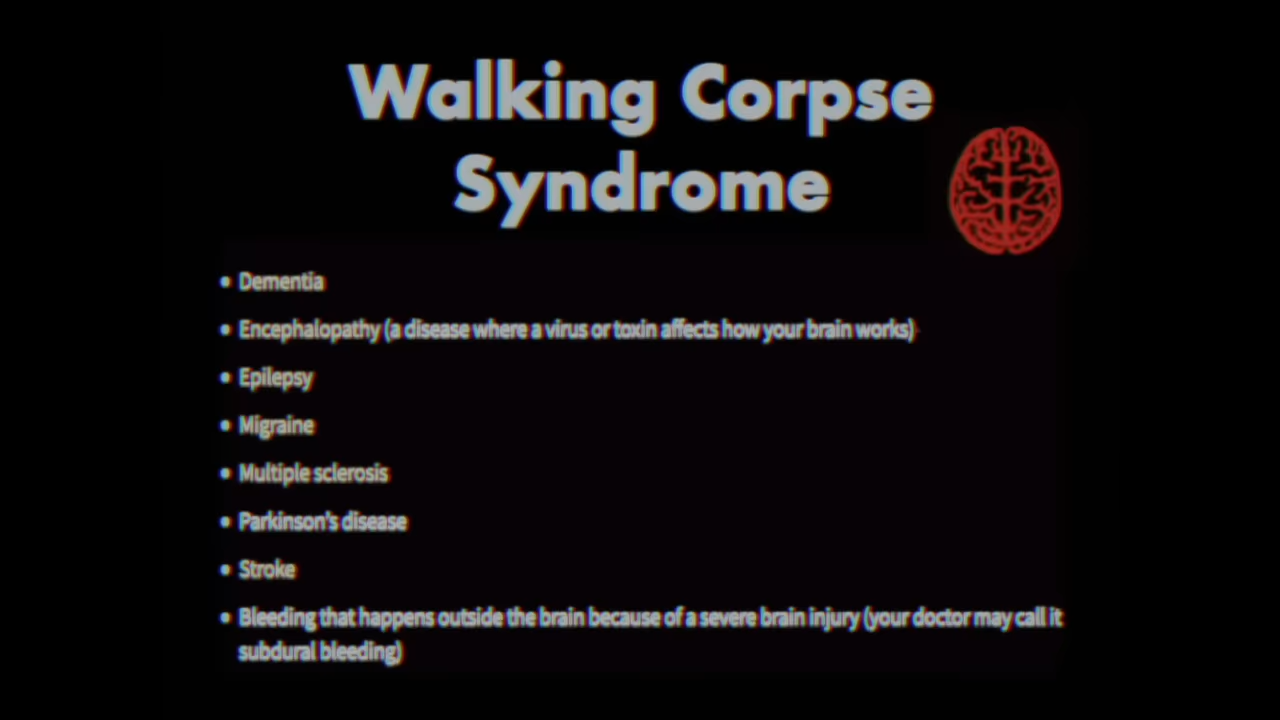 Walking Corpse
Syndrome
• Dementia
• Encephalopathy (a disease where a virus or toxin affects how your brain works)
• Epilepsy
• Migraine
• Multiple sclerosis
• Parkinson's disease
• Stroke
• Bleeding that happens outside the brain because of a severe brain injury (your doctor may call it
subdural bleeding)